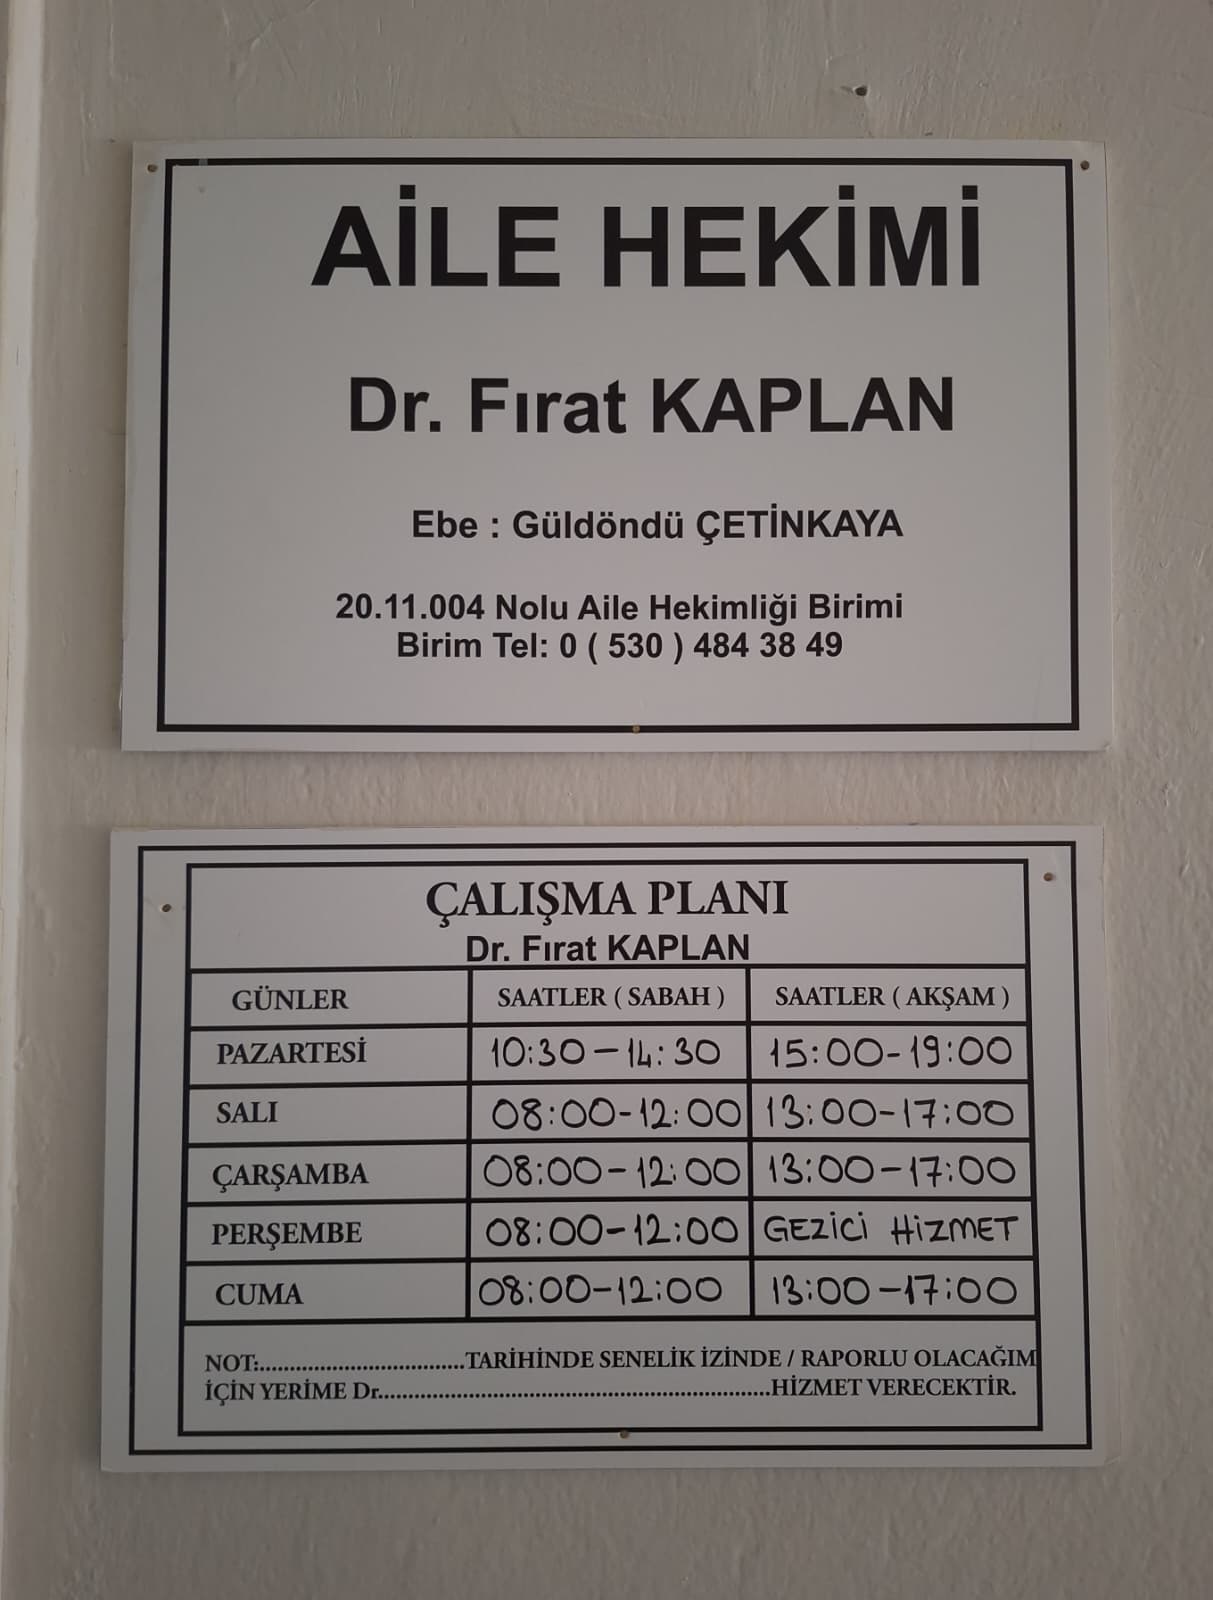 AİLE HEKİMİ
Dr. Fırat KAPLAN
Ebe : Güldöndü ÇETİNKAYA
20.11.004 Nolu Aile Hekimliği Birimi
Birim Tel: 0 ( 530 ) 484 38 49
ÇALIŞMA PLANI
Dr. Fırat KAPLAN
GÜNLER SAATLER ( SABAH ) SAATLER ( AKŞAM )
PAZARTESİ 10:30-14:30 15:00-19:00
SALI 08:00-12:00 13:00-17:00
ÇARŞAMBA 08:00-12:00 13:00-17:00
PERŞEMBE 08:00-12:00 GEZİCİ HİZMET
CUMA 08:00-12:00 13:00-17:00
NOT:..................................TARİHİNDE SENELİK İZİNDE / RAPORLU OLACAĞIM
İÇİN YERİME Dr.................................................................HİZMET VERECEKTİR.